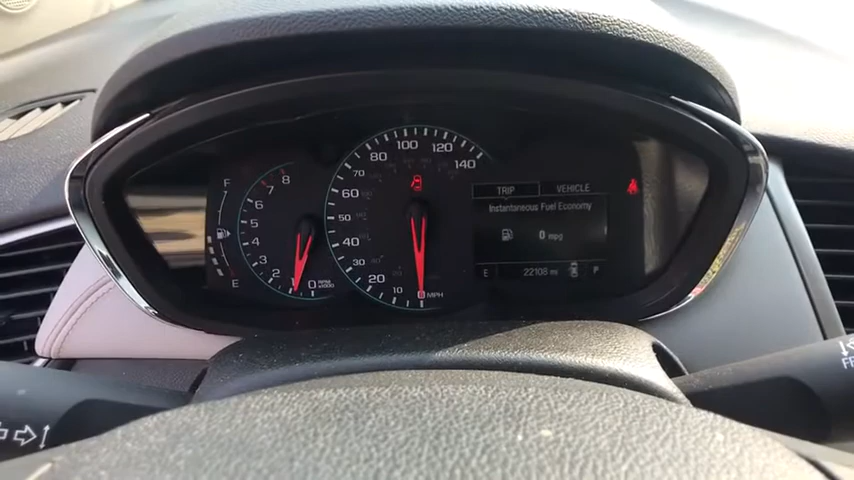 F
E
8
7
6
5
4
3
2
1
0 RPM x1000
140
120
100
80
70
60
50
40
30
20
10
0 MPH
TRIP VEHICLE
Instantaneous Fuel Economy
0 mpg
E 22108 mi P